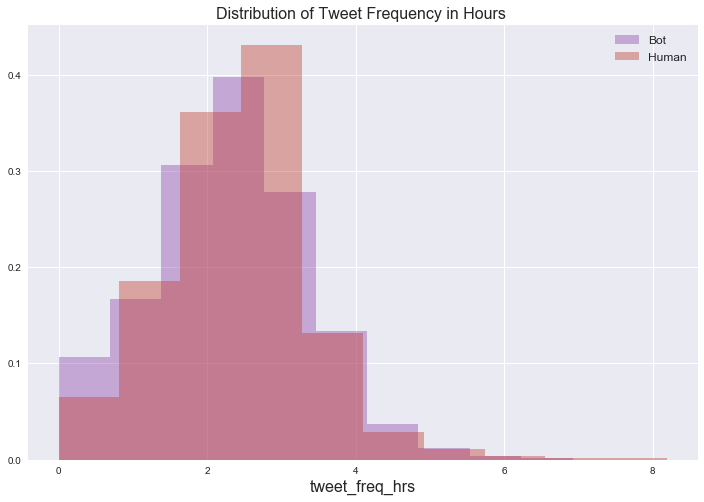 Distribution of Tweet Frequency in Hours
Bot
Human
0.4
0.3
0.2
0.1
0.0
0
2
4
6
8
tweet_freq_hrs